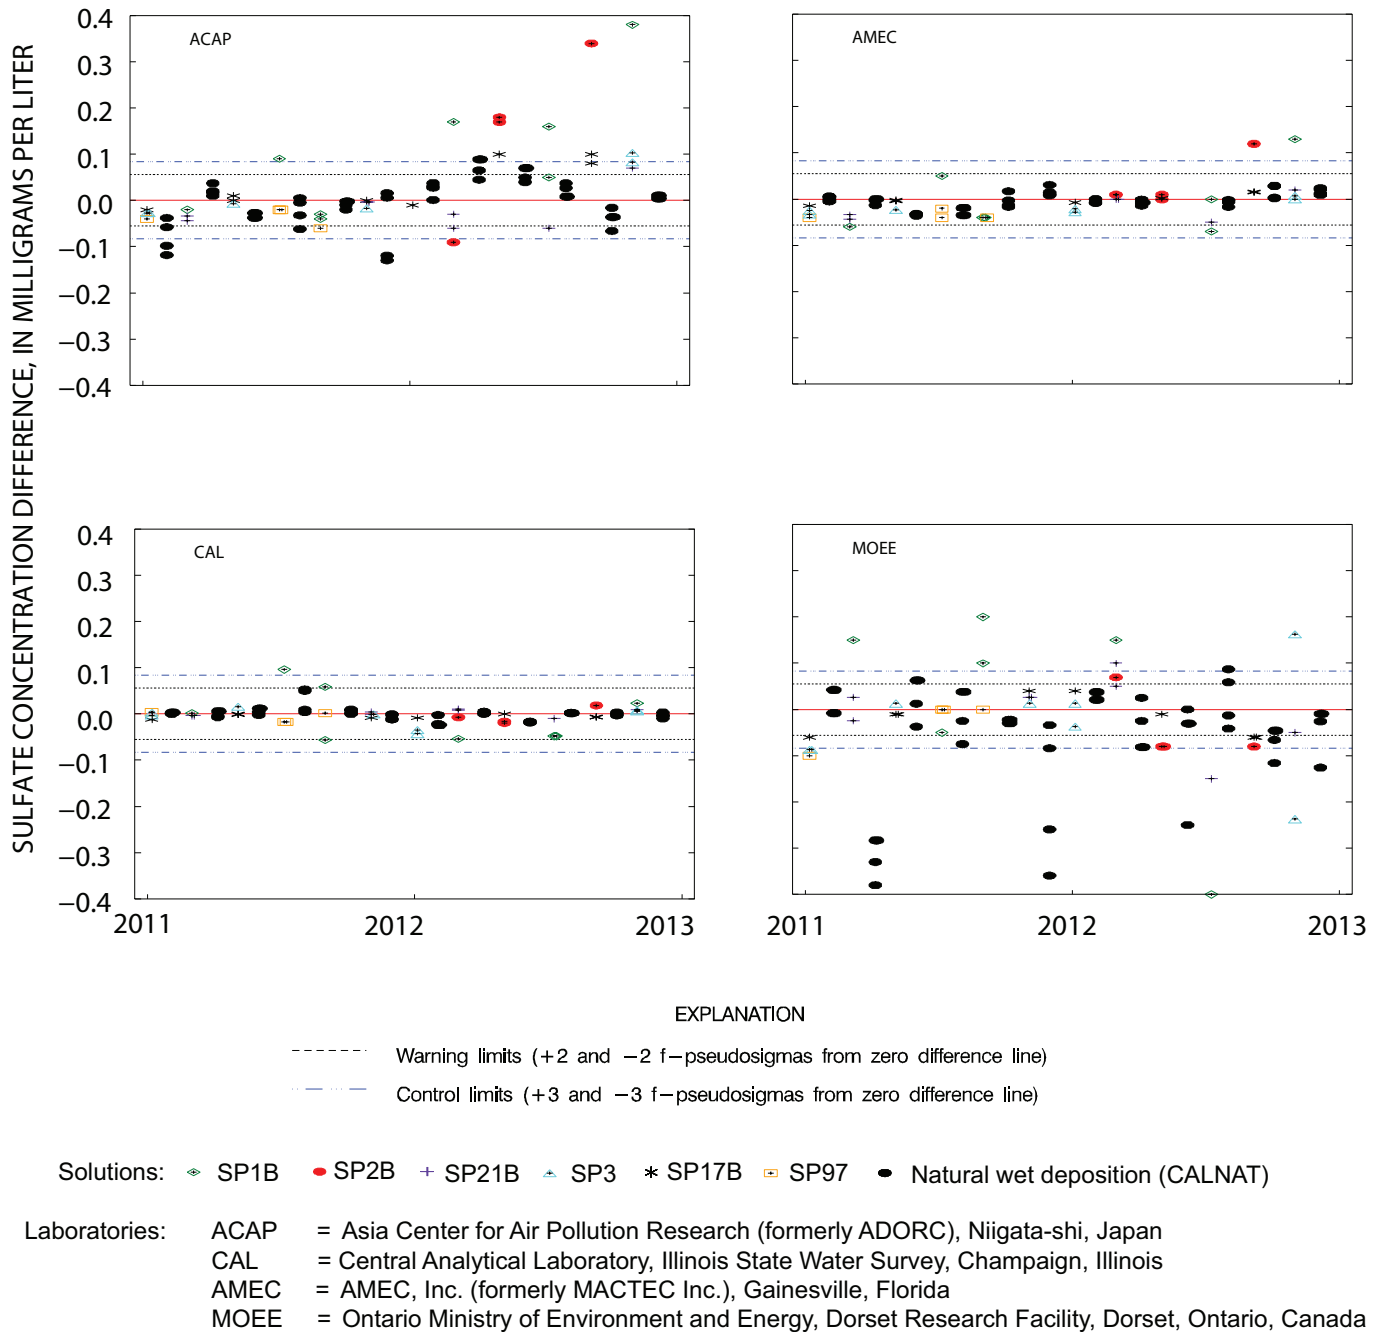 SULFATE CONCENTRATION DIFFERENCE, IN MILLIGRAMS PER LITER
0.4
0.3
0.2
0.1
0.0
−0.1
−0.2
−0.3
−0.4
ACAP
AMEC
0.4
0.3
0.2
0.1
0.0
−0.1
−0.2
−0.3
−0.4
CAL
MOEE
2011 2012 2013
2011 2012 2013
EXPLANATION
Warning limits (+2 and −2 f−pseudosigmas from zero difference line)
Control limits (+3 and −3 f−pseudosigmas from zero difference line)
Solutions: SP1B SP2B SP21B SP3 SP17B SP97 Natural wet deposition (CALNAT)
Laboratories: ACAP = Asia Center for Air Pollution Research (formerly ADORC), Niigata-shi, Japan
CAL = Central Analytical Laboratory, Illinois State Water Survey, Champaign, Illinois
AMEC = AMEC, Inc. (formerly MACTEC Inc.), Gainesville, Florida
MOEE = Ontario Ministry of Environment and Energy, Dorset Research Facility, Dorset, Ontario, Canada